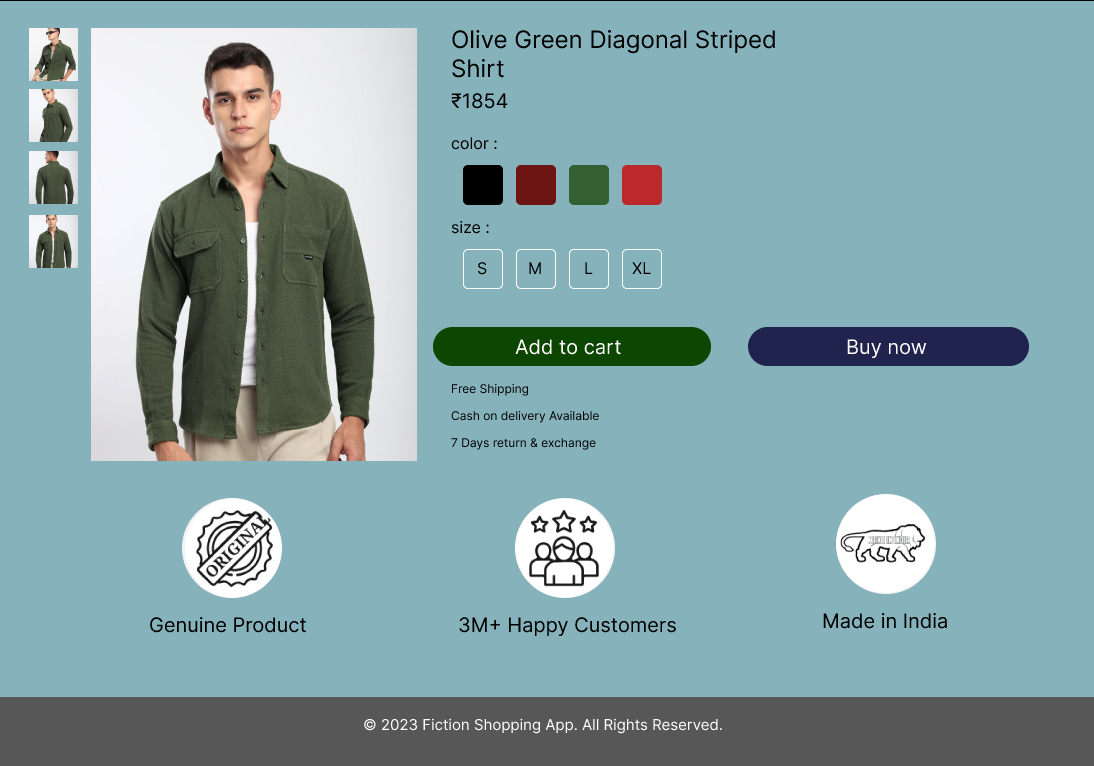 Olive Green Diagonal Striped
Shirt
₹1854
color :
size :
S M L XL
Add to cart Buy now
Free Shipping
Cash on delivery Available
7 Days return & exchange
ORIGINAL
Genuine Product
3M+ Happy Customers
Made in India
© 2023 Fiction Shopping App. All Rights Reserved.